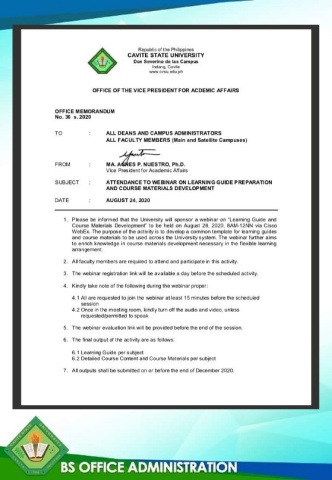 Republic of the Philippines
CAVITE STATE UNIVERSITY
Don Severino de las Campus
Indang, Cavite
www.cvsu.edu.ph
OFFICE OF THE VICE PRESIDENT FOR ACDEMIC AFFAIRS
OFFICE MEMORANDUM
No. 36 s. 2020
TO : ALL DEANS AND CAMPUS ADMINISTRATORS
ALL FACULTY MEMBERS (Main and Satellite Campuses)
FROM : MA. AGNES P. NUESTRO, Ph.D.
Vice President for Academic Affairs
SUBJECT : ATTENDANCE TO WEBINAR ON LEARNING GUIDE PREPARATION
AND COURSE MATERIALS DEVELOPMENT
DATE : AUGUST 24, 2020
1. Please be informed that the University will sponsor a webinar on "Learning Guide and
Course Materials Development" to be held on August 28, 2020, 8AM-12NN via Cisco
WebEx. The purpose of the activity is to develop a common template for learning guides
and course materials to be used across the University system. The webinar further aims
to enrich knowledge in course materials development necessary in the flexible learning
arrangement.
2. All faculty members are required to attend and participate in this activity.
3. The webinar registration link will be available a day before the scheduled activity.
4. Kindly take note of the following during the webinar proper:
4.1 All are requested to join the webinar at least 15 minutes before the scheduled
session
4.2 Once in the meeting room, kindly turn off the audio and video, unless
requested/permitted to speak
5. The webinar evaluation link will be provided before the end of the session.
6. The final output of the activity are as follows:
6.1 Learning Guide per subject
6.2 Detailed Course Content and Course Materials per subject
7. All outputs shall be submitted on or before the end of December 2020.
BS OFFICE ADMINISTRATION